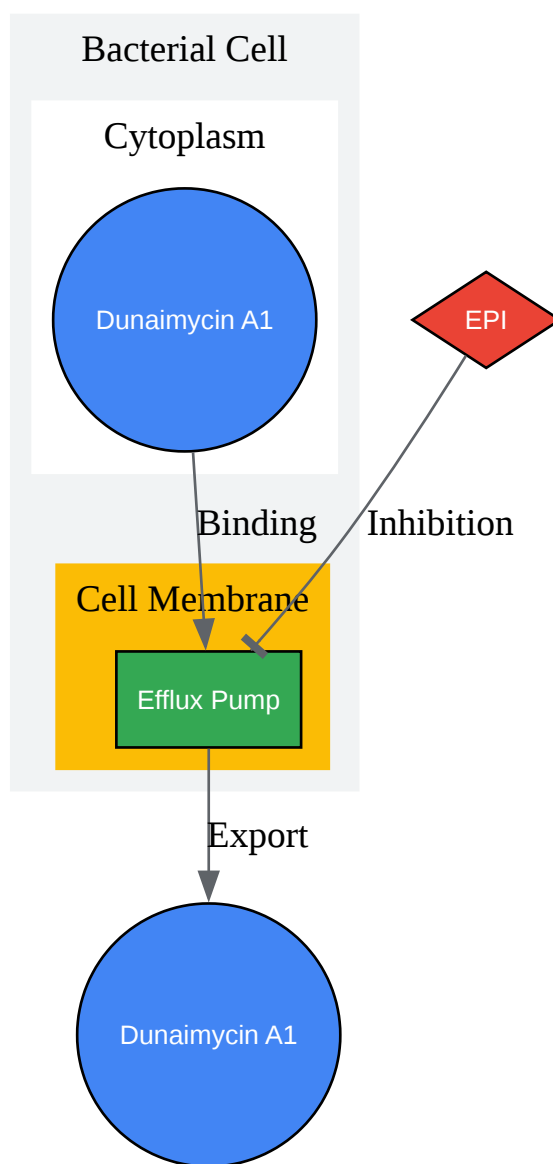 Bacterial Cell
Cytoplasm
Dunaimycin A1
EPI
Binding
Inhibition
Cell Membrane
Efflux Pump
Export
Dunaimycin A1